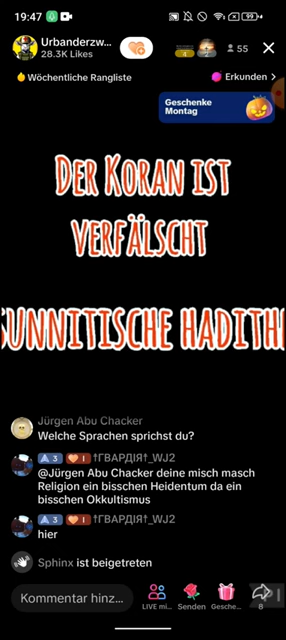 19:47
99
Urbanderzw...
28.3K Likes
4
55
Wöchentliche Rangliste
Erkunden >
Geschenke
Montag
DER KORAN IST
VERFÄLSCHT
SUNNITISCHE HADITHE
Jürgen Abu Chacker
Welche Sprachen sprichst du?
3 1 †ГВАРДІЯ†_WJ2
@Jürgen Abu Chacker deine misch masch
Religion ein bisschen Heidentum da ein
bisschen Okkultismus
3 1 †ГВАРДІЯ†_WJ2
hier
Sphinx ist beigetreten
Kommentar hinz...
LIVE mi...
Senden
Gesche...
8